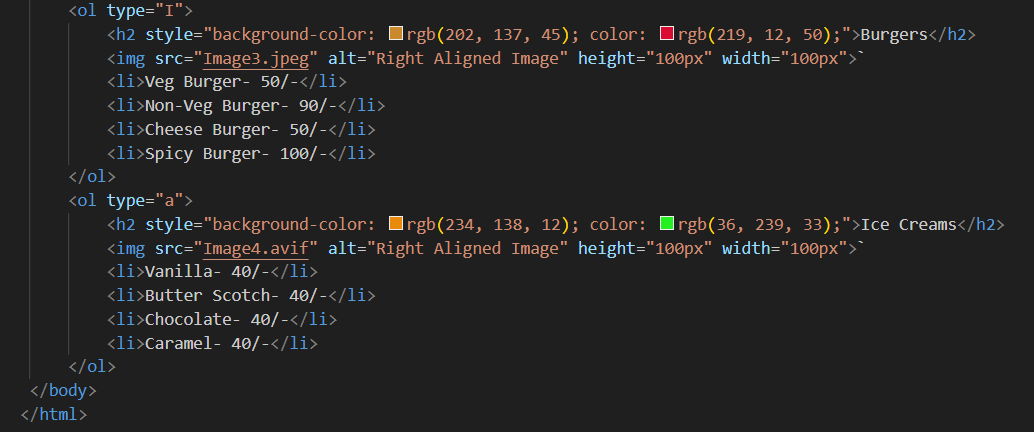 <ol type="I">
<h2 style="background-color: rgb(202, 137, 45); color: rgb(219, 12, 50);">Burgers</h2>
<img src="Image3.jpeg" alt="Right Aligned Image" height="100px" width="100px">`
<li>Veg Burger- 50/-</li>
<li>Non-Veg Burger- 90/-</li>
<li>Cheese Burger- 50/-</li>
<li>Spicy Burger- 100/-</li>
</ol>
<ol type="a">
<h2 style="background-color: rgb(234, 138, 12); color: rgb(36, 239, 33);">Ice Creams</h2>
<img src="Image4.avif" alt="Right Aligned Image" height="100px" width="100px">`
<li>Vanilla- 40/-</li>
<li>Butter Scotch- 40/-</li>
<li>Chocolate- 40/-</li>
<li>Caramel- 40/-</li>
</ol>
</body>
</html>